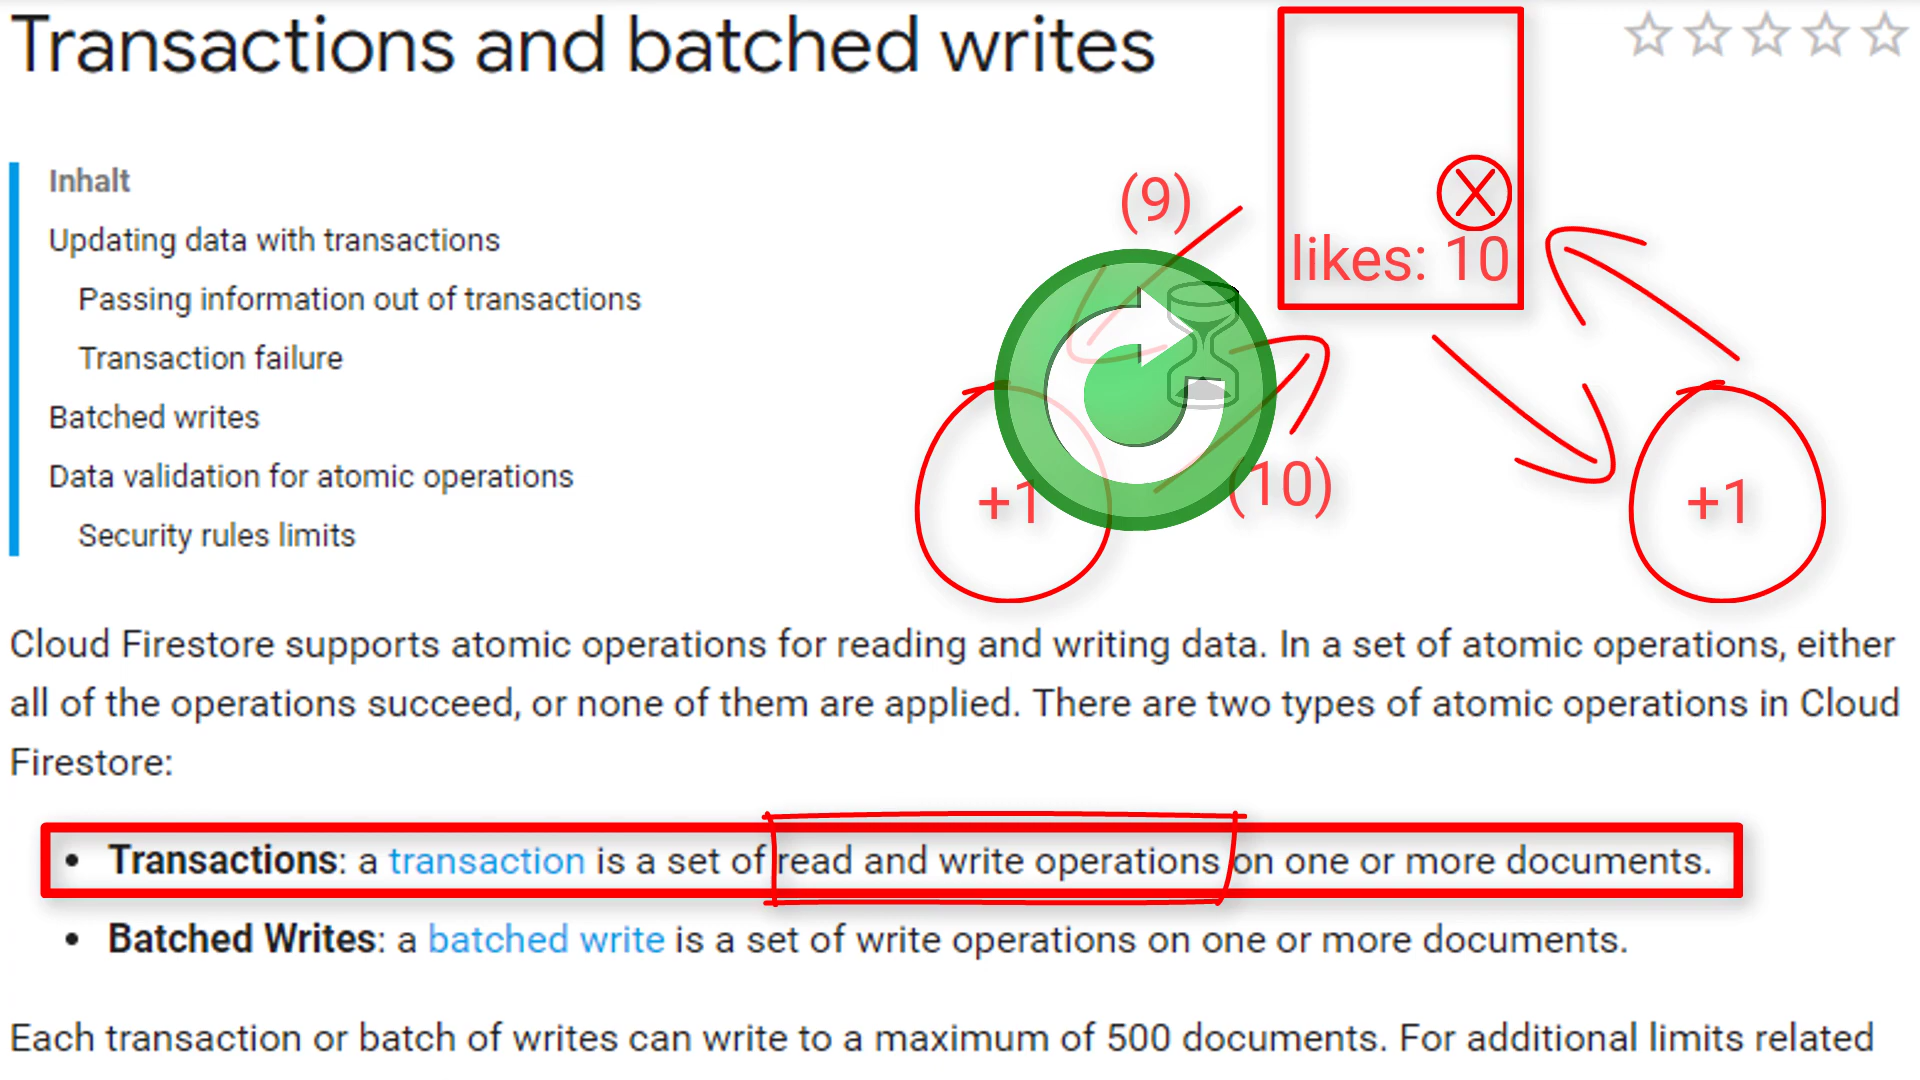 Transactions and batched writes
Inhalt
Updating data with transactions
Passing information out of transactions
Transaction failure
Batched writes
Data validation for atomic operations
Security rules limits
(9)
likes: 10
+1
(10)
+1
Cloud Firestore supports atomic operations for reading and writing data. In a set of atomic operations, either
all of the operations succeed, or none of them are applied. There are two types of atomic operations in Cloud
Firestore:
• Transactions: a transaction is a set of read and write operations on one or more documents.
• Batched Writes: a batched write is a set of write operations on one or more documents.
Each transaction or batch of writes can write to a maximum of 500 documents. For additional limits related